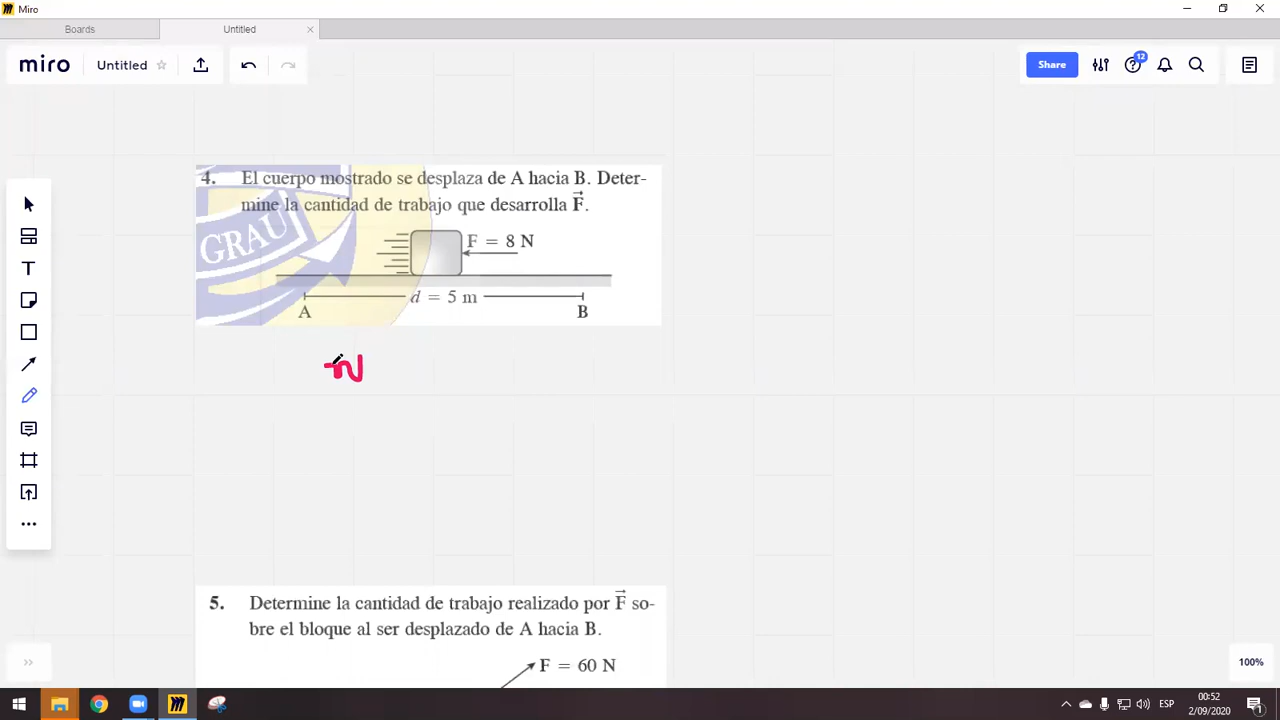 Miro
Boards
Untitled
miro
Untitled
Share
12
4. El cuerpo mostrado se desplaza de A hacia B. Deter-
mine la cantidad de trabajo que desarrolla F.
GRAU
F = 8 N
d = 5 m
A
B
5. Determine la cantidad de trabajo realizado por F so-
bre el bloque al ser desplazado de A hacia B.
F = 60 N
100%
00:52
ESP
2/09/2020
1